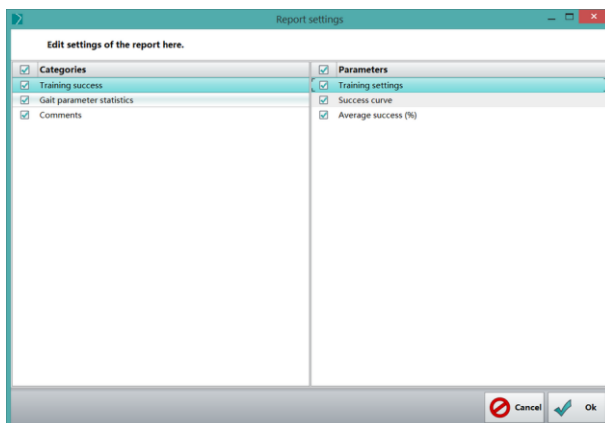 Report settings
Edit settings of the report here.
Categories
Training success
Gait parameter statistics
Comments
Parameters
Training settings
Success curve
Average success (%)
Cancel
Ok